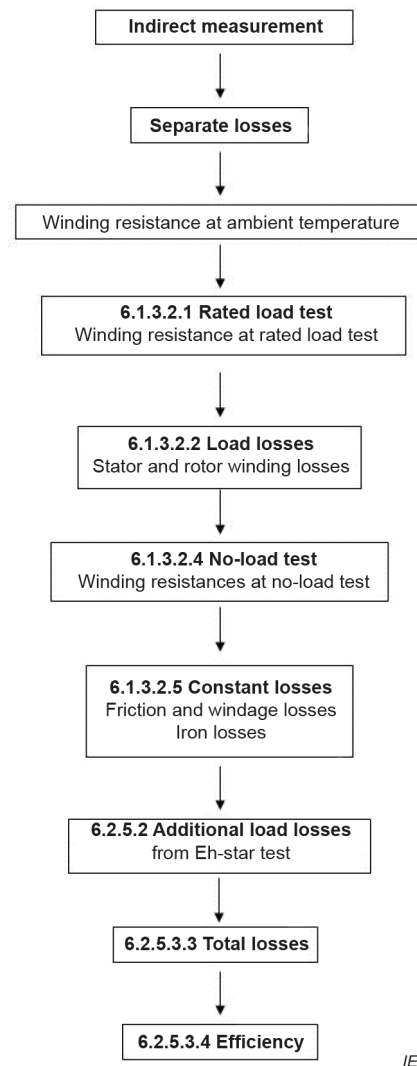 Indirect measurement
Separate losses
Winding resistance at ambient temperature
6.1.3.2.1 Rated load test
Winding resistance at rated load test
6.1.3.2.2 Load losses
Stator and rotor winding losses
6.1.3.2.4 No-load test
Winding resistances at no-load test
6.1.3.2.5 Constant losses
Friction and windage losses
Iron losses
6.2.5.2 Additional load losses
from Eh-star test
6.2.5.3.3 Total losses
6.2.5.3.4 Efficiency
IE